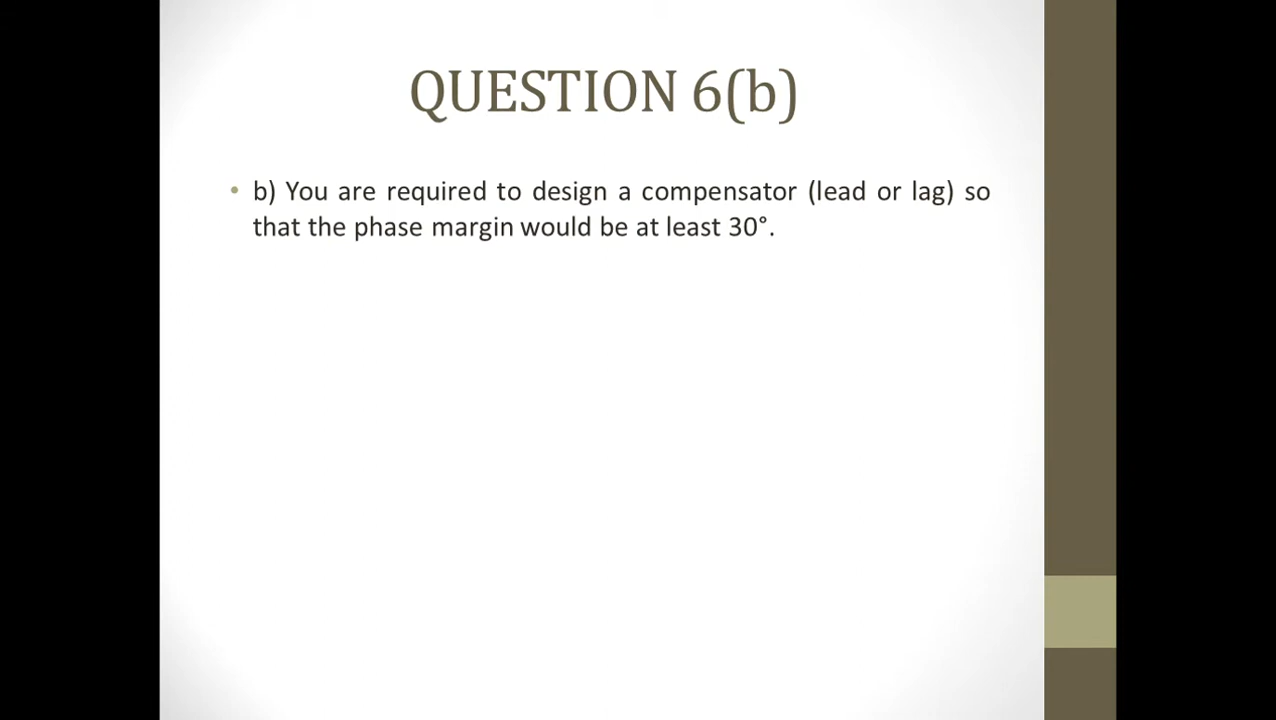 QUESTION 6(b)
• b) You are required to design a compensator (lead or lag) so
that the phase margin would be at least 30°.